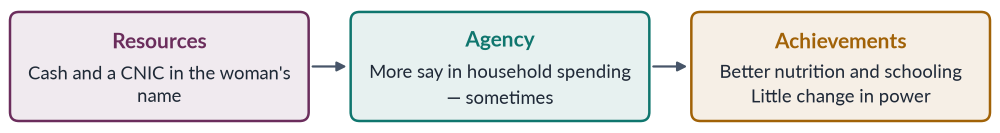 Resources
Cash and a CNIC in the woman's
name
Agency
More say in household spending
— sometimes
Achievements
Better nutrition and schooling
Little change in power